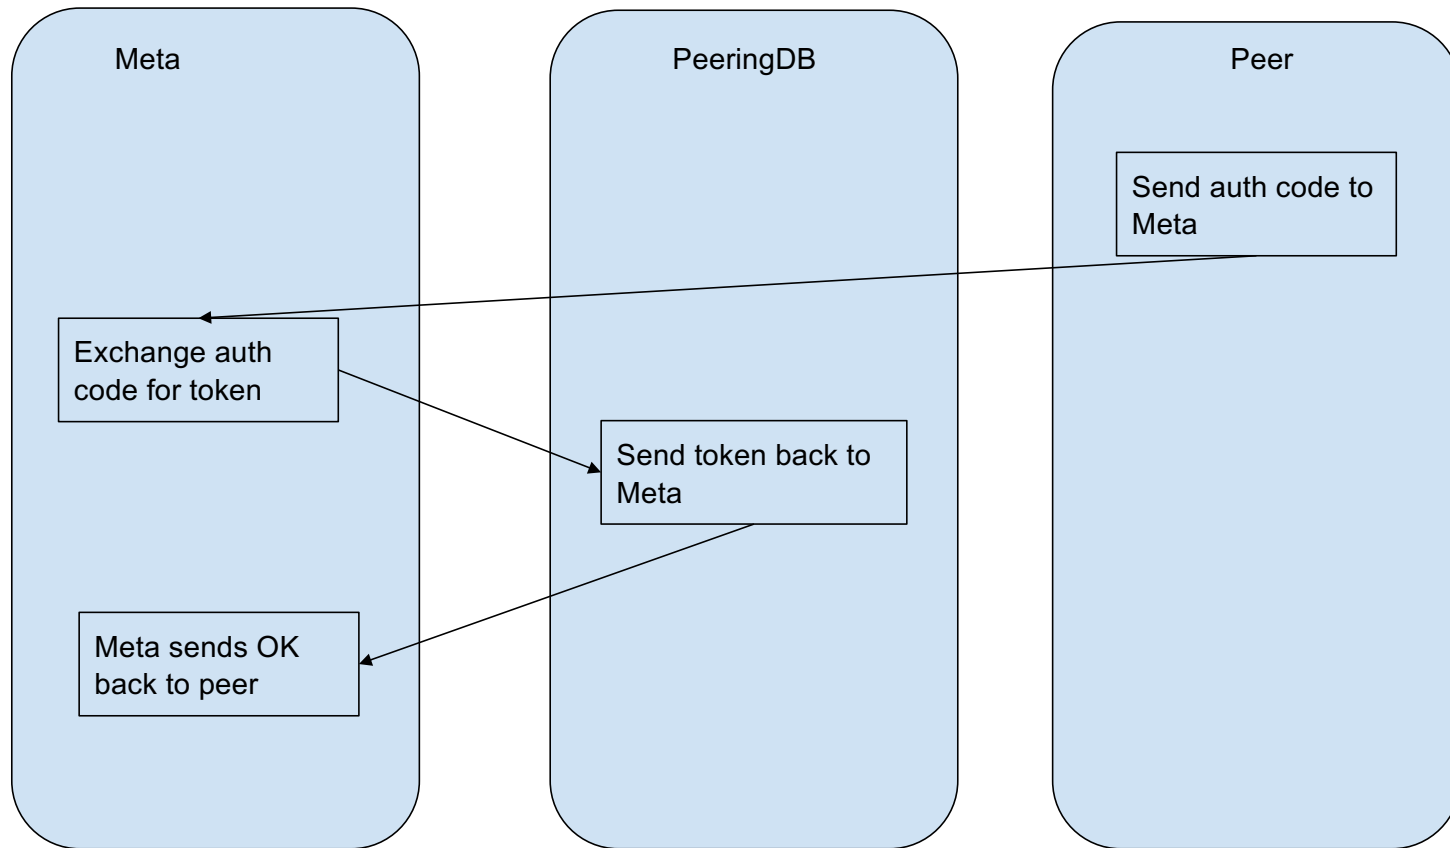 Meta
PeeringDB
Peer
Send auth code to
Meta
Exchange auth
code for token
Send token back to
Meta
Meta sends OK
back to peer